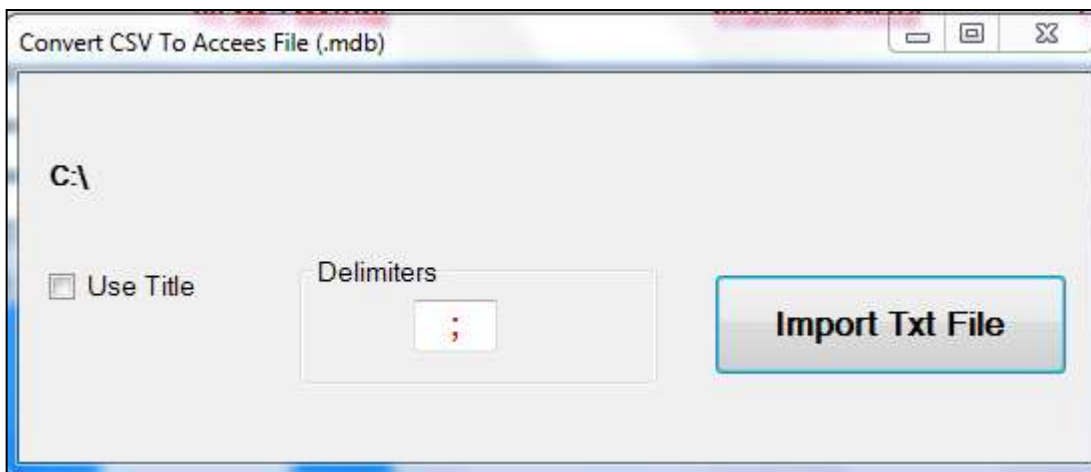 Convert CSV To Accees File (.mdb)
C:\
Use Title
Delimiters
;
Import Txt File